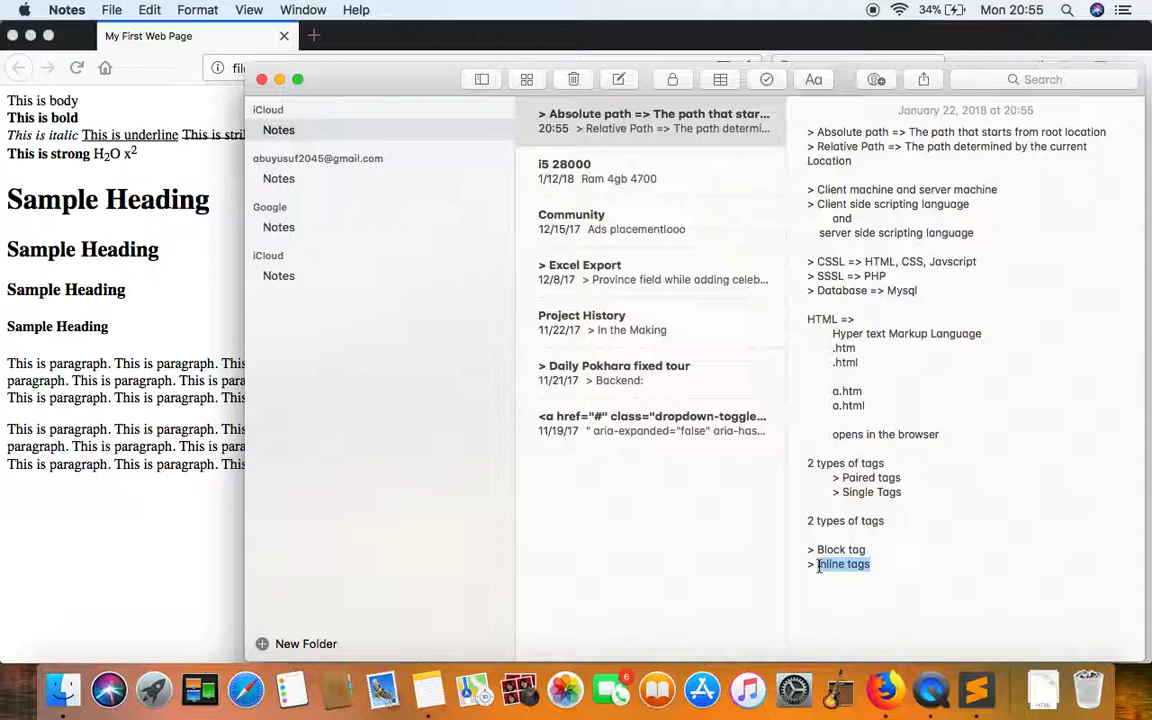 Notes File Edit Format View Window Help 34% Mon 20:55
My First Web Page
Search
This is body
This is bold
This is italic This is underline This is
This is strong H2O x2
Sample Heading
Sample Heading
Sample Heading
Sample Heading
This is paragraph. This is paragraph. This
paragraph. This is paragraph. This is
This is paragraph. This is paragraph. This
This is paragraph. This is paragraph. This
paragraph. This is paragraph. This is
This is paragraph. This is paragraph. This
iCloud
Notes
abuyusuf2045@gmail.com
Notes
Google
Notes
iCloud
Notes
New Folder
> Absolute path => The path that star...
20:55 > Relative Path => The path determi...
i5 28000
1/12/18 Ram 4gb 4700
Community
12/15/17 Ads placementlooo
> Excel Export
12/8/17 > Province field while adding celeb...
Project History
11/22/17 > In the Making
> Daily Pokhara fixed tour
11/21/17 > Backend:
<a href="#" class="dropdown-toggle...
11/19/17 " aria-expanded="false" aria-has...
January 22, 2018 at 20:55
> Absolute path => The path that starts from root location
> Relative Path => The path determined by the current
Location
> Client machine and server machine
> Client side scripting language
and
server side scripting language
> CSSL => HTML, CSS, Javscript
> SSSL => PHP
> Database => Mysql
HTML =>
Hyper text Markup Language
.htm
.html
a.htm
a.html
opens in the browser
2 types of tags
> Paired tags
> Single Tags
2 types of tags
> Block tag
> Inline tags
6
HTML